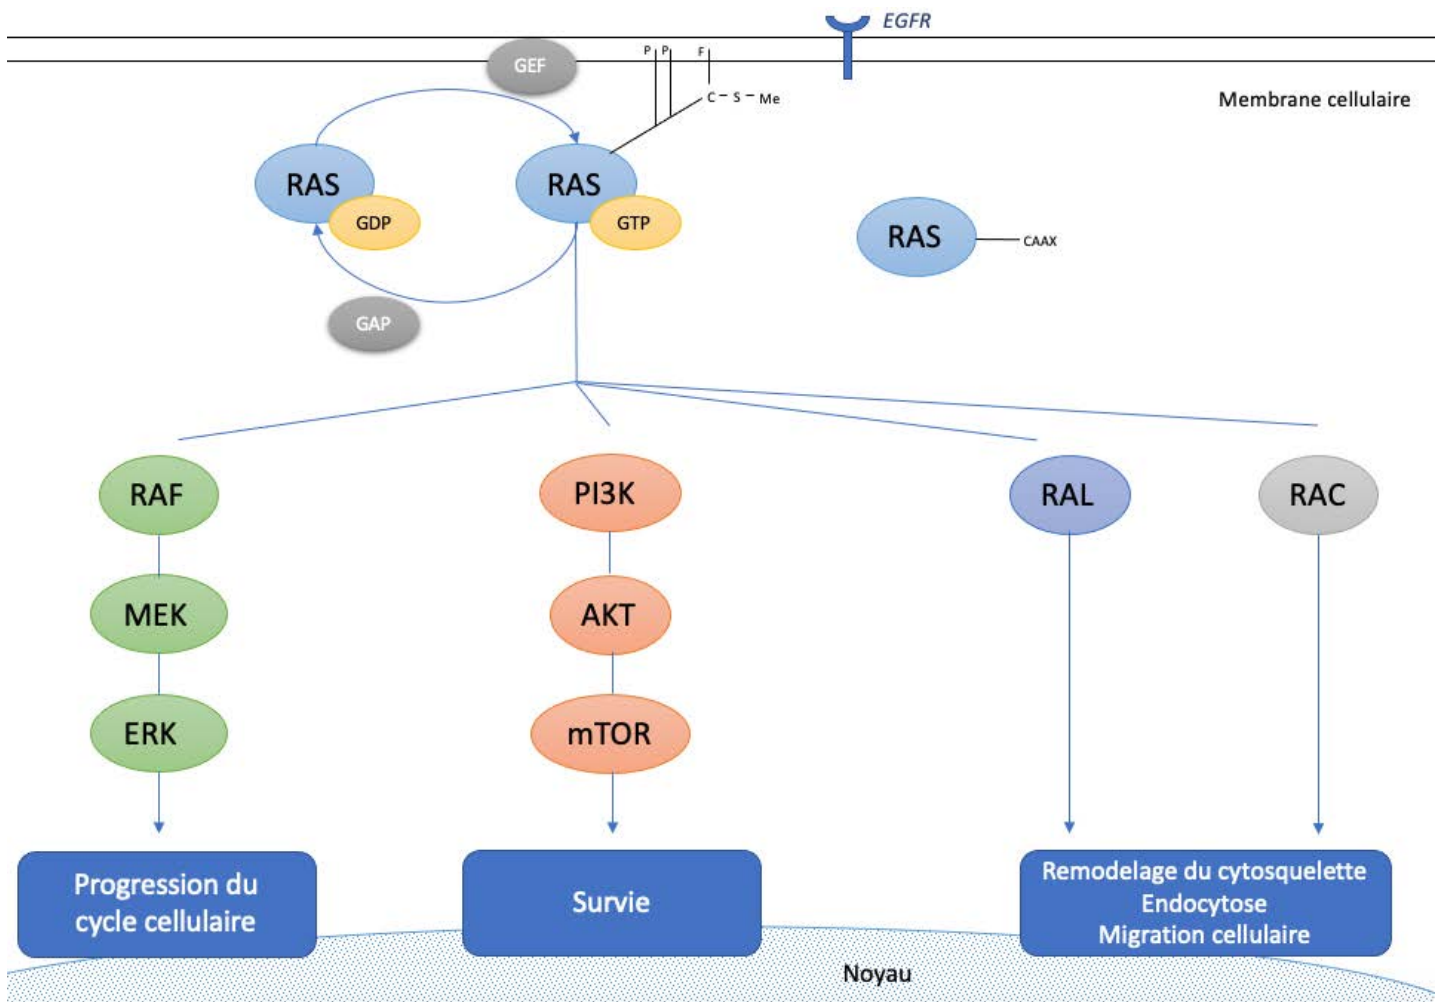 EGFR
GEF
P P F
C – S – Me
Membrane cellulaire
RAS
GDP
RAS
GTP
RAS
CAAX
GAP
RAF
PI3K
RAL
RAC
MEK
AKT
ERK
mTOR
Progression du
cycle cellulaire
Survie
Remodelage du cytosquelette
Endocytose
Migration cellulaire
Noyau